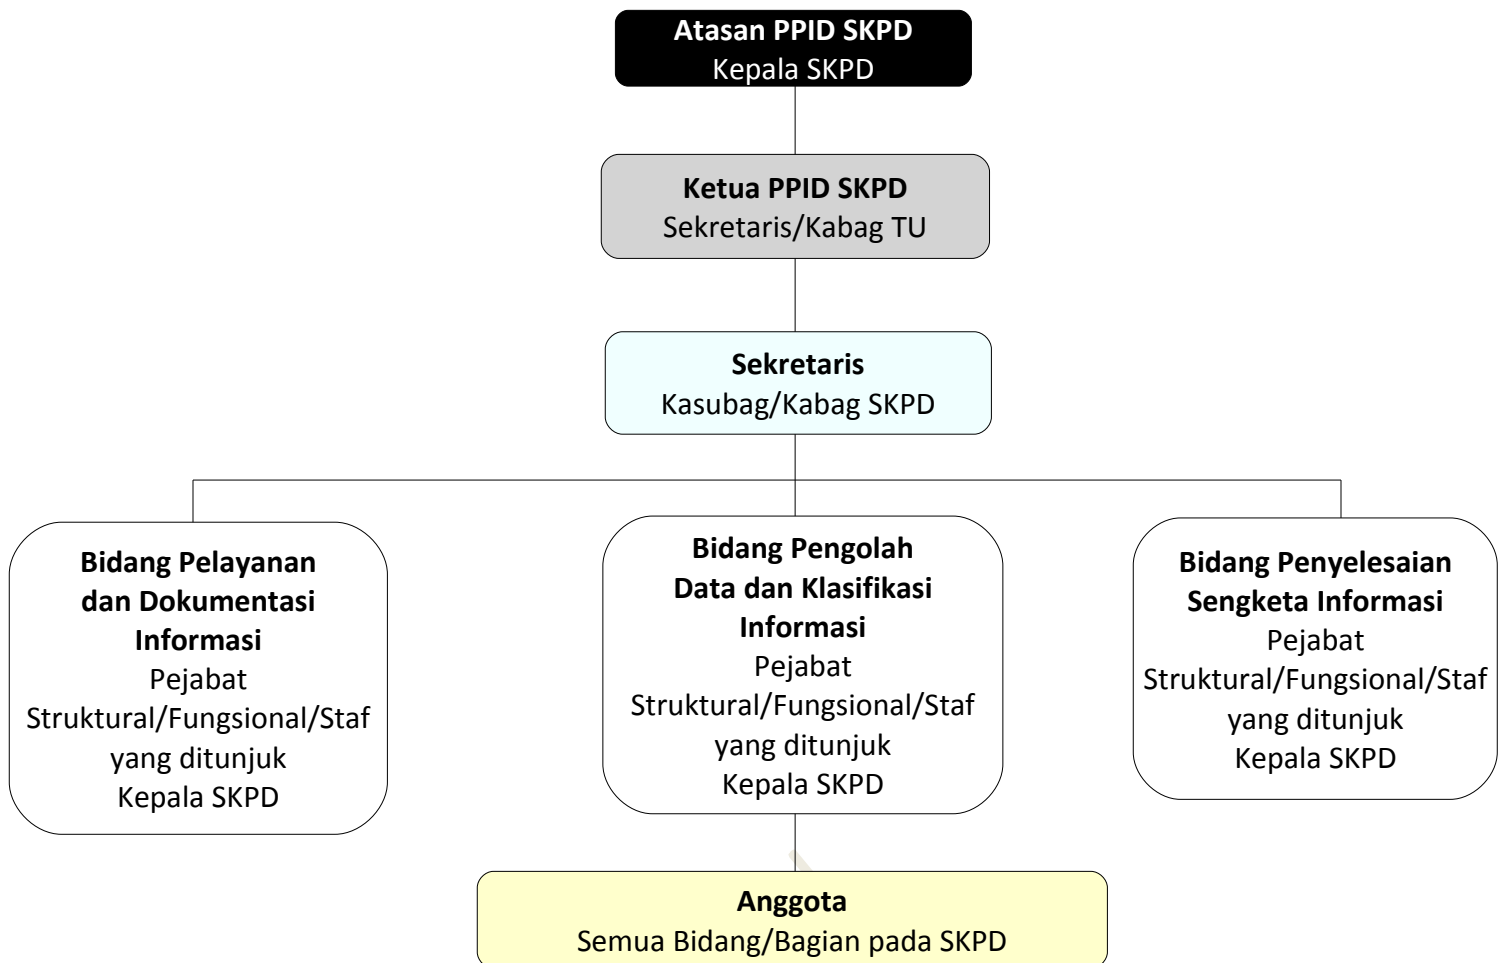 Atasan PPID SKPD
Kepala SKPD
Ketua PPID SKPD
Sekretaris/Kabag TU
Sekretaris
Kasubag/Kabag SKPD
Bidang Pelayanan
dan Dokumentasi
Informasi
Pejabat
Struktural/Fungsional/Staf
yang ditunjuk
Kepala SKPD
Bidang Pengolah
Data dan Klasifikasi
Informasi
Pejabat
Struktural/Fungsional/Staf
yang ditunjuk
Kepala SKPD
Bidang Penyelesaian
Sengketa Informasi
Pejabat
Struktural/Fungsional/Staf
yang ditunjuk
Kepala SKPD
Anggota
Semua Bidang/Bagian pada SKPD